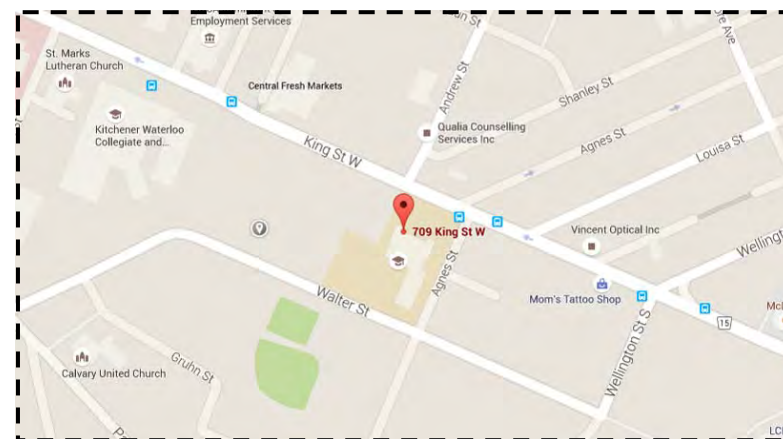 Employment Services
St. Marks
Lutheran Church
Central Fresh Markets
Kitchener Waterloo
Collegiate and...
King St W
Andrew St
Shanley St
Qualia Counselling
Services Inc
Agnes St
Louisa St
709 King St W
Vincent Optical Inc
Agnes St
Mom's Tattoo Shop
Walter St
Wellington St S
15
Gruhn St
Calvary United Church